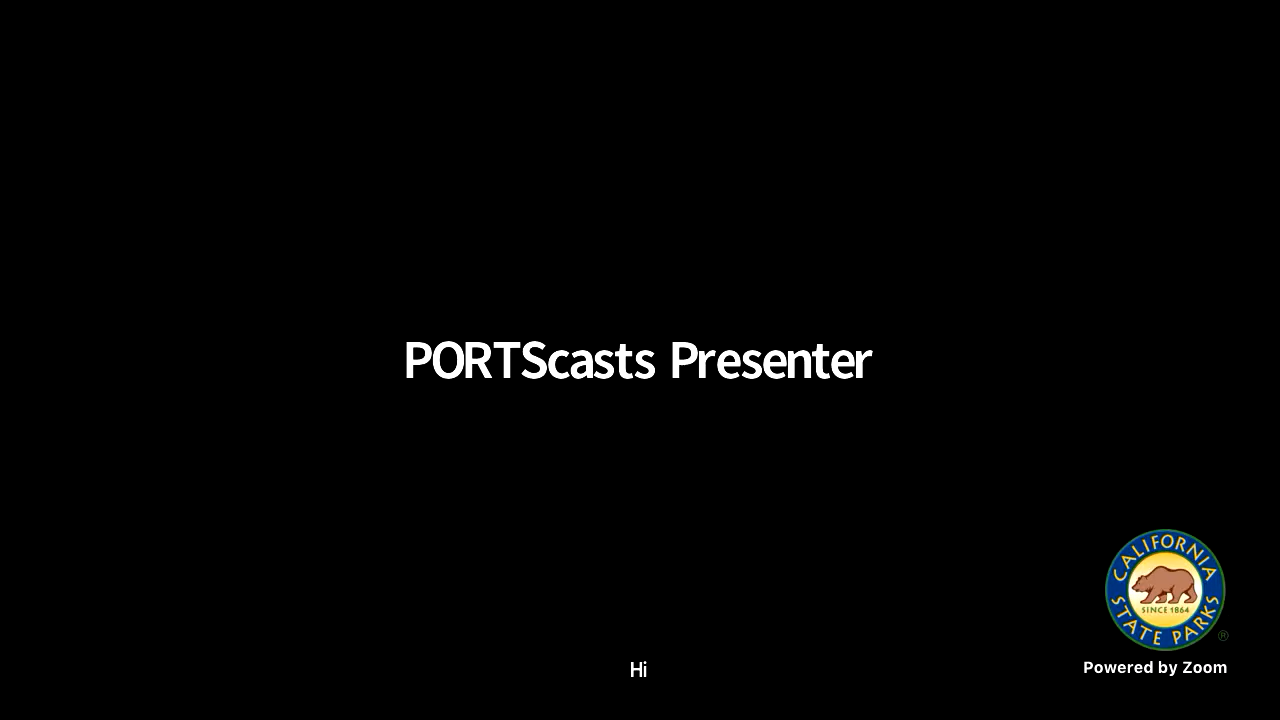 PORTScasts Presenter
CALIFORNIA
SINCE 1864
STATE PARKS
®
Hi
Powered by Zoom